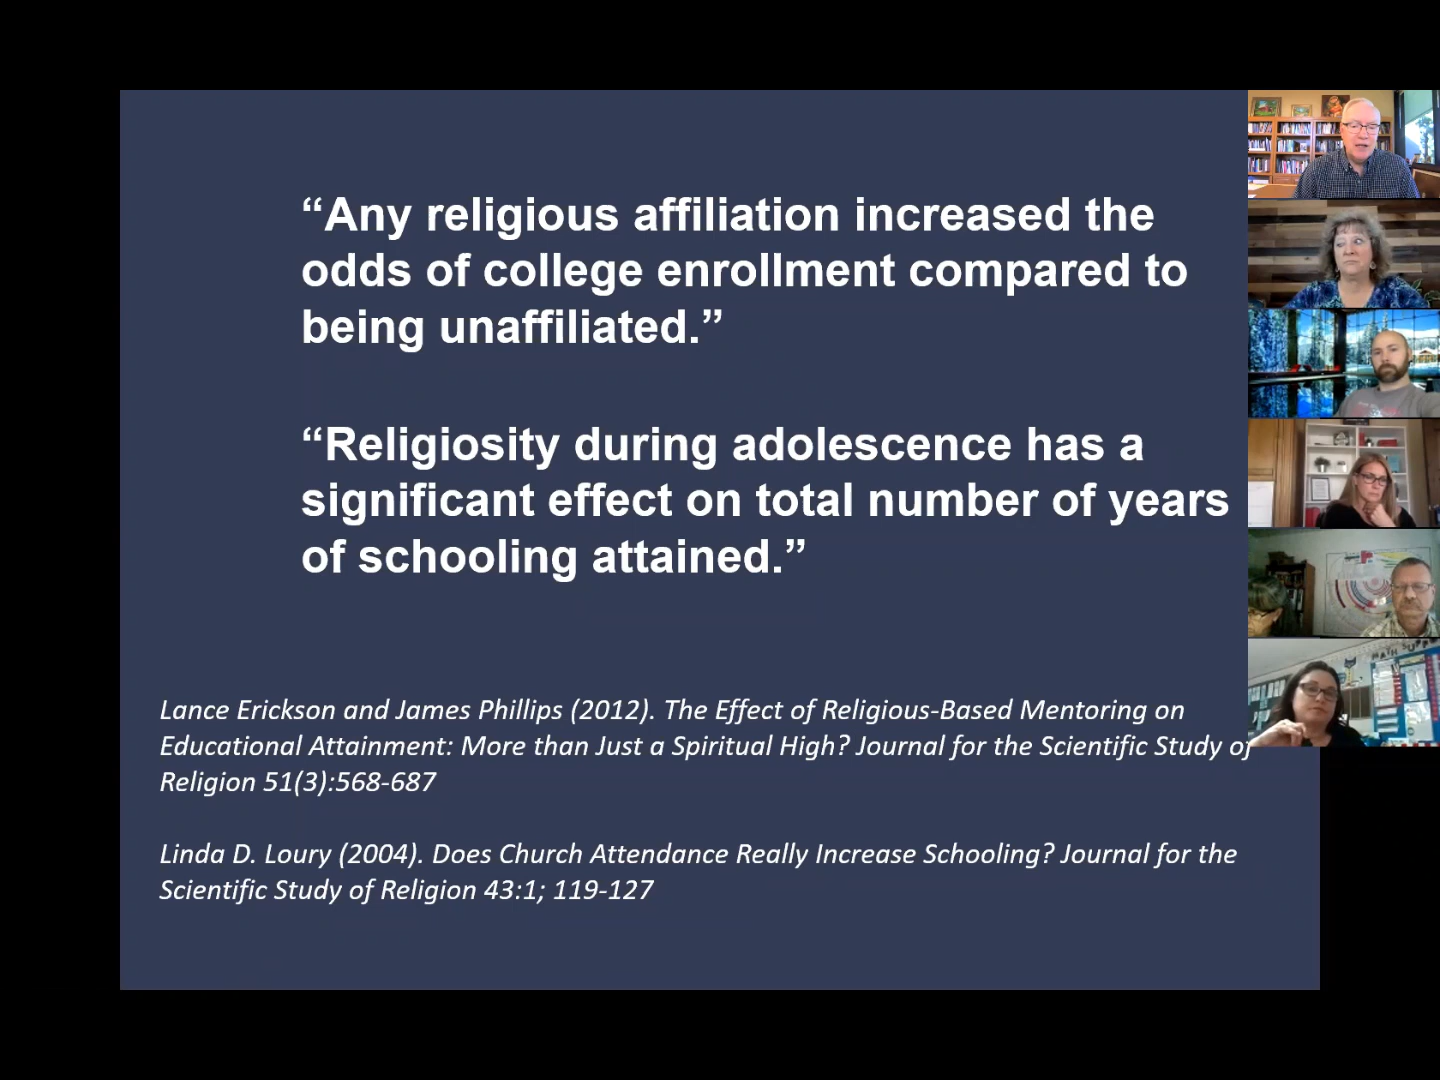 “Any religious affiliation increased the
odds of college enrollment compared to
being unaffiliated.”
“Religiosity during adolescence has a
significant effect on total number of years
of schooling attained.”
Lance Erickson and James Phillips (2012). The Effect of Religious-Based Mentoring on
Educational Attainment: More than Just a Spiritual High? Journal for the Scientific Study of
Religion 51(3):568-687
Linda D. Loury (2004). Does Church Attendance Really Increase Schooling? Journal for the
Scientific Study of Religion 43:1; 119-127
MATH